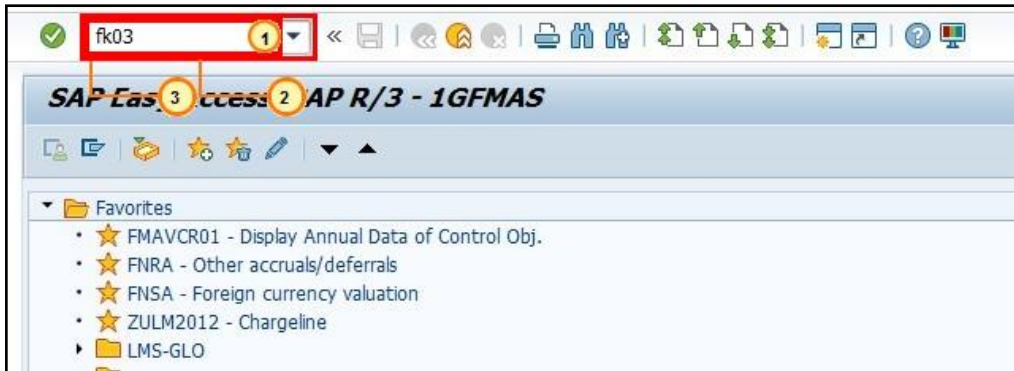 fk03 1
SAP Easy Access SAP R/3 - 1GFMAS
3 2
Favorites
FMAVCR01 - Display Annual Data of Control Obj.
FNRA - Other accruals/deferrals
FNSA - Foreign currency valuation
ZULM2012 - Chargeline
LMS-GLO